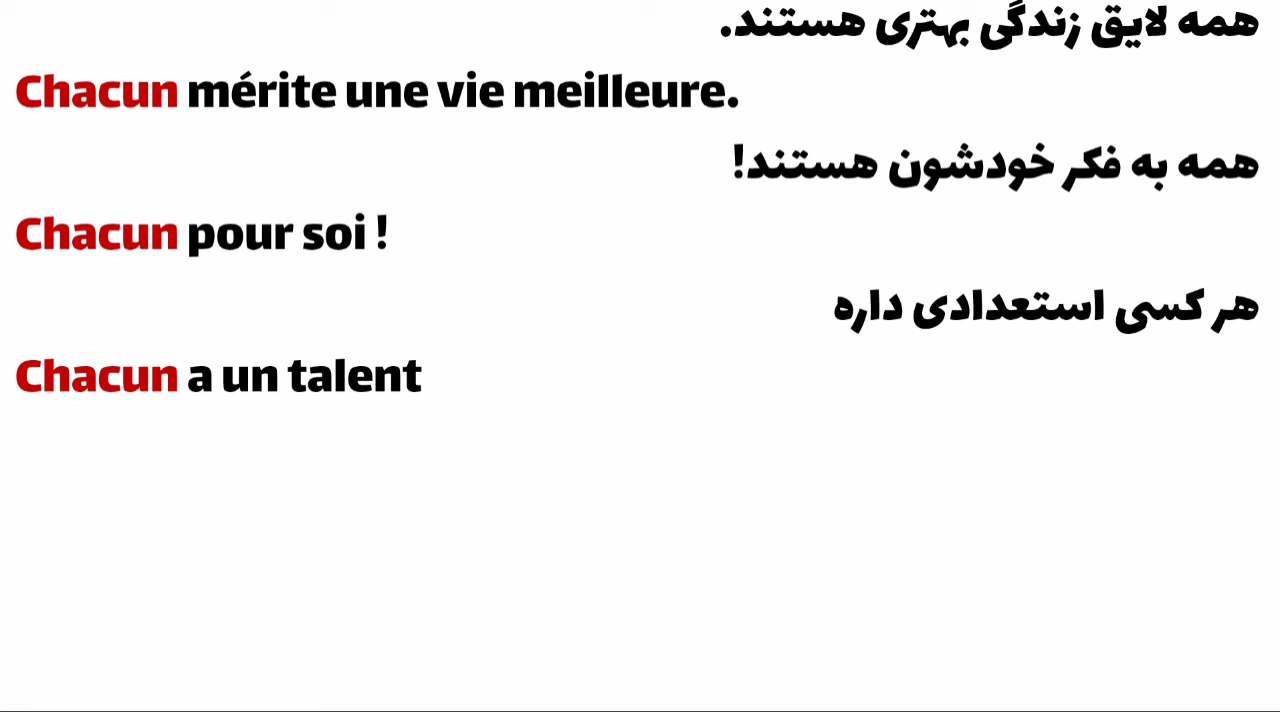 همه لایق زندگی بهتری هستند.
Chacun mérite une vie meilleure.
همه به فکر خودشون هستند!
Chacun pour soi !
هر کسی استعدادی داره
Chacun a un talent